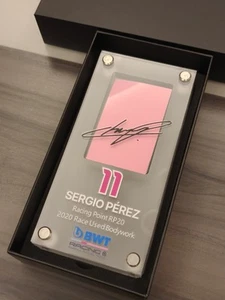 11
SERGIO PÉREZ
Racing Point RP20
2020 Race Used Bodywork
BWT